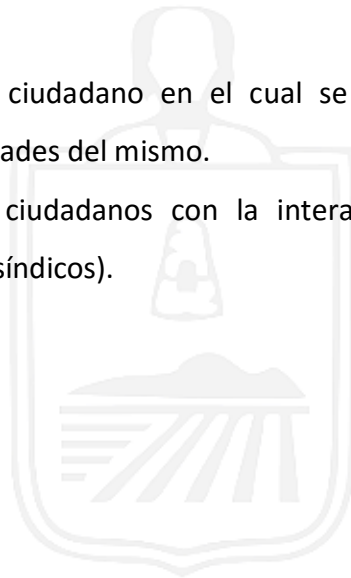 ciudadano en el cual se
ades del mismo.
ciudadanos con la intera
síndicos).